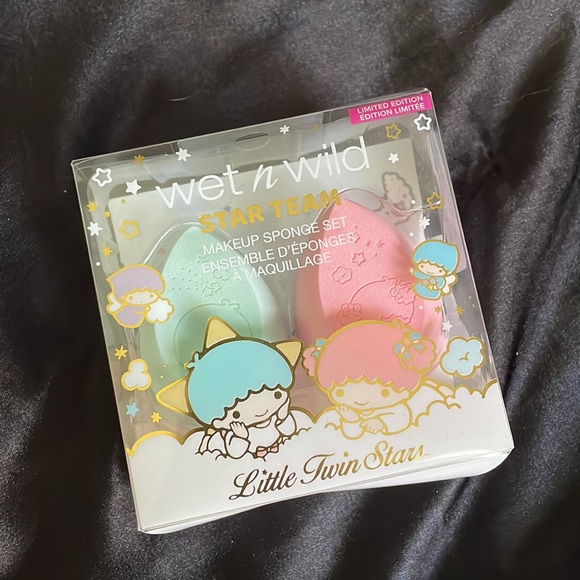 LIMITED EDITION
ÉDITION LIMITÉE
wet n wild
STAR TEAM
MAKEUP SPONGE SET
ENSEMBLE D'ÉPONGES
À MAQUILLAGE
Little Twin Stars